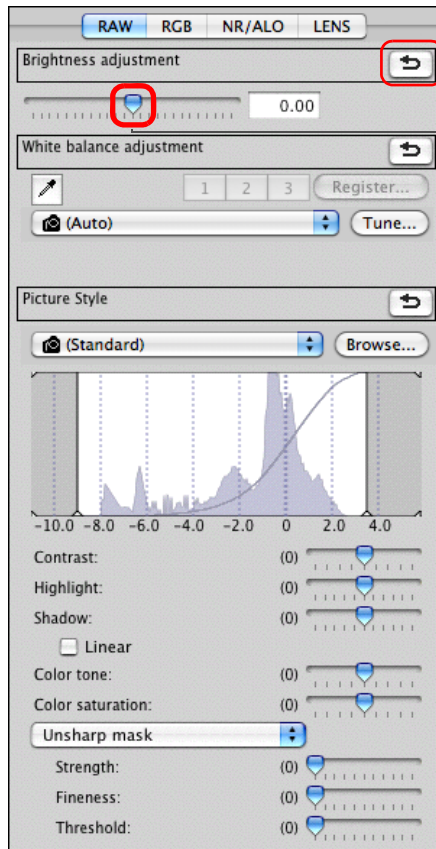 RAW RGB NR/ALO LENS
Brightness adjustment
0.00
White balance adjustment
1 2 3 Register...
(Auto) Tune...
Picture Style
(Standard) Browse...
-10.0 -8.0 -6.0 -4.0 -2.0 0 2.0 4.0
Contrast: (0)
Highlight: (0)
Shadow: (0)
Linear
Color tone: (0)
Color saturation: (0)
Unsharp mask
Strength: (0)
Fineness: (0)
Threshold: (0)